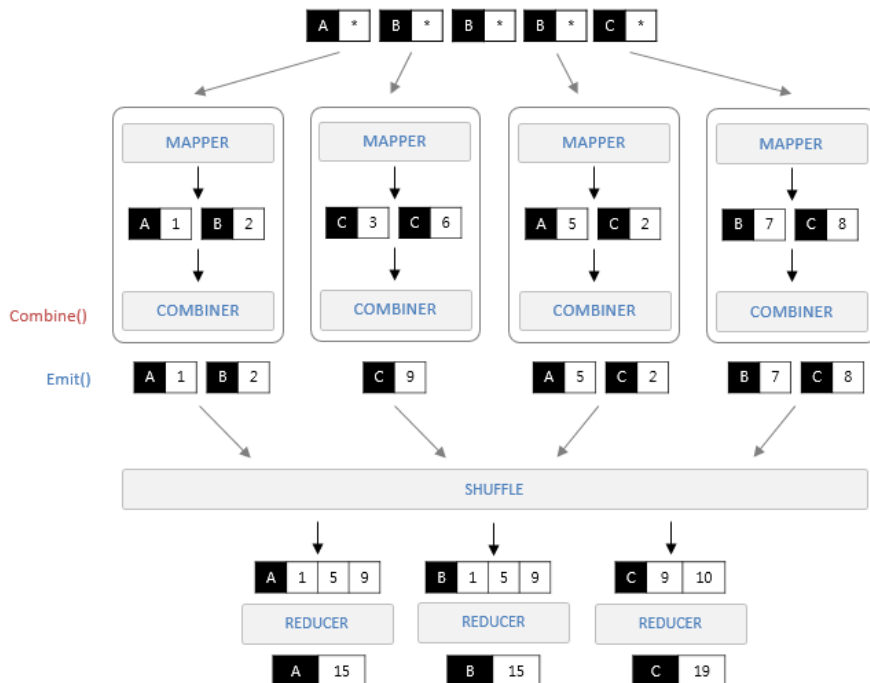 A * B * B * B * C *
MAPPER MAPPER MAPPER MAPPER
A 1 B 2 C 3 C 6 A 5 C 2 B 7 C 8
Combine() COMBINER COMBINER COMBINER COMBINER
Emit() A 1 B 2 C 9 A 5 C 2 B 7 C 8
SHUFFLE
A 1 5 9 B 1 5 9 C 9 10
REDUCER REDUCER REDUCER
A 15 B 15 C 19